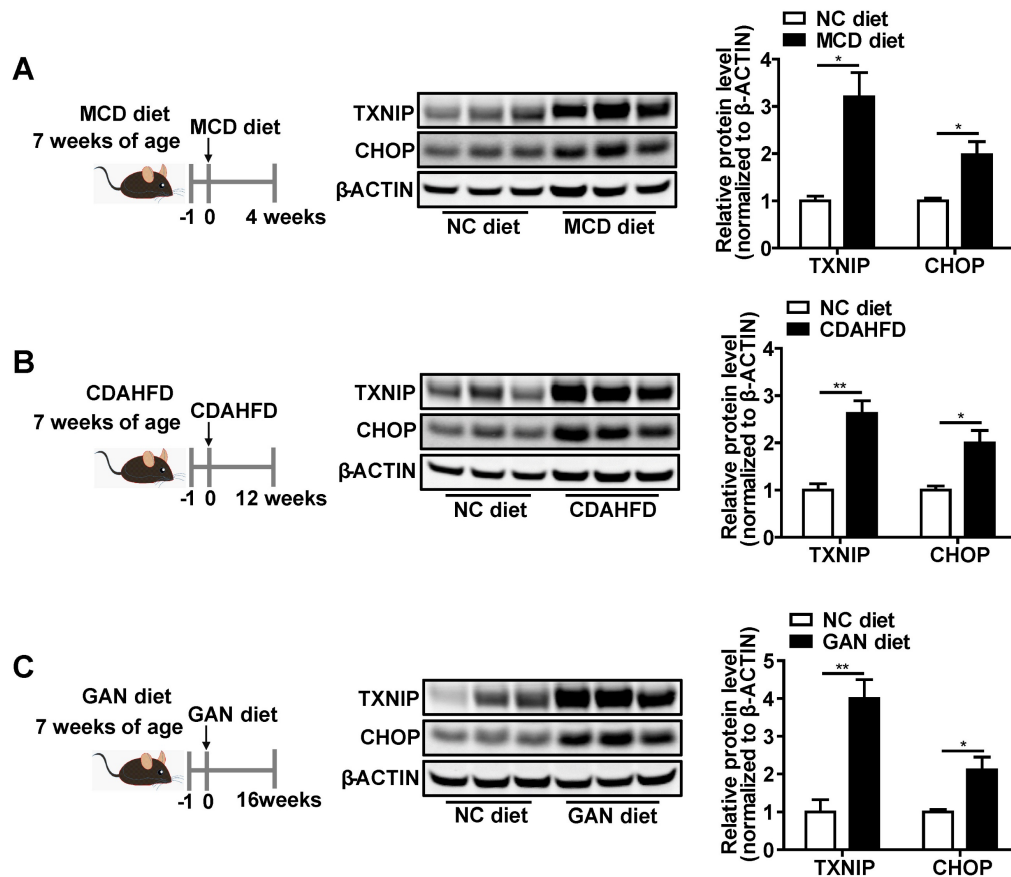 A
MCD diet
7 weeks of age
MCD diet
-1 0 4 weeks
TXNIP
CHOP
β-ACTIN
NC diet MCD diet
NC diet
MCD diet
Relative protein level
(normalized to β-ACTIN)
4
3
2
1
0
*
*
TXNIP CHOP
B
CDAHFD
7 weeks of age
CDAHFD
-1 0 12 weeks
TXNIP
CHOP
β-ACTIN
NC diet CDAHFD
NC diet
CDAHFD
Relative protein level
(normalized to β-ACTIN)
4
3
2
1
0
**
*
TXNIP CHOP
C
GAN diet
7 weeks of age
GAN diet
-1 0 16weeks
TXNIP
CHOP
β-ACTIN
NC diet GAN diet
NC diet
GAN diet
Relative protein level
(normalized to β-ACTIN)
5
4
3
2
1
0
**
*
TXNIP CHOP